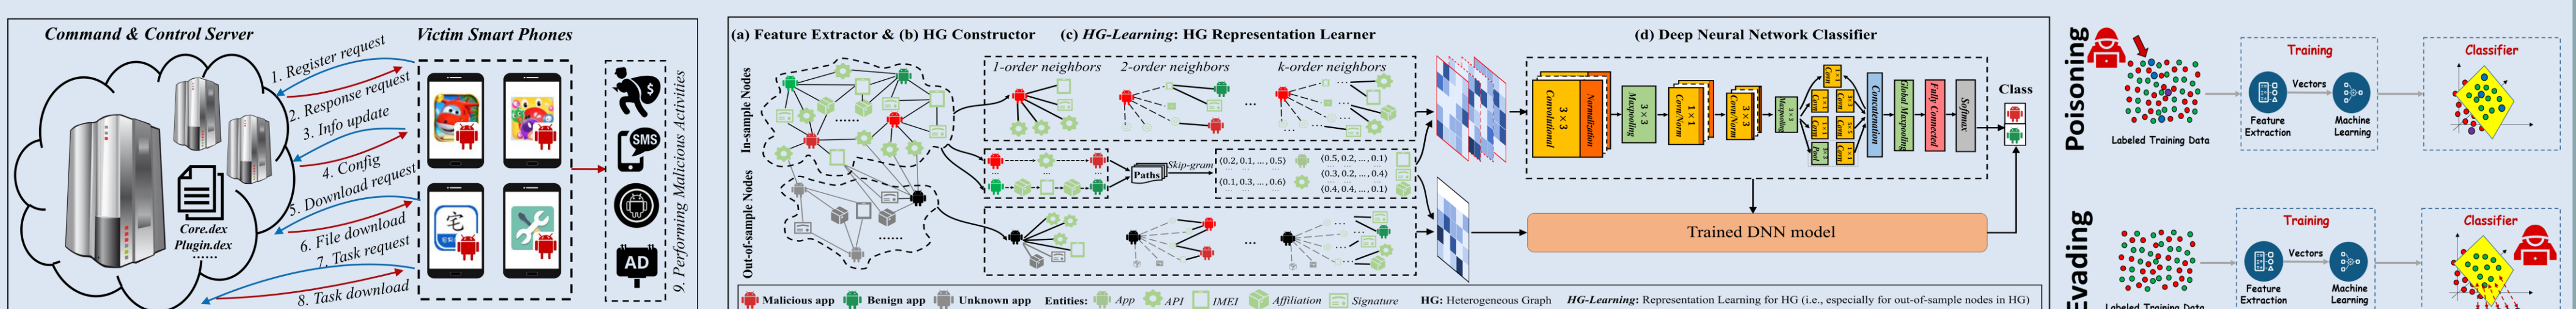 Command & Control Server
Victim Smart Phones
1. Register request
2. Response request
3. Info update
4. Config
5. Download request
6. File download
7. Task request
8. Task download
Core.dex
Plugin.dex
......
$
SMS
AD
9. Performing Malicious Activities
(a) Feature Extractor & (b) HG Constructor
(c) HG-Learning: HG Representation Learner
(d) Deep Neural Network Classifier
In-sample Nodes
Out-of-sample Nodes
......
1-order neighbors
2-order neighbors
k-order neighbors
...
Paths
Skip-gram
(0.2, 0.1, ..., 0.5)
(0.1, 0.3, ..., 0.6)
(0.5, 0.2, ..., 0.1)
(0.3, 0.2, ..., 0.4)
(0.4, 0.4, ..., 0.1)
...
3 × 3
Convolutional
Normalization
3 × 3
Maxpooling
1 × 1
Conv/Norm
3 × 3
Conv/Norm
3 × 3
Maxpooling
Concatenation
Global Maxpooling
Fully Connected
Softmax
Class
Trained DNN model
Malicious app
Benign app
Unknown app
Entities:
App
API
IMEI
Affiliation
Signature
HG: Heterogeneous Graph
HG-Learning: Representation Learning for HG (i.e., especially for out-of-sample nodes in HG)
Poisoning
Labeled Training Data
Training
Vectors
Feature
Extraction
Machine
Learning
Classifier
Evading
Labeled Training Data
Training
Vectors
Feature
Extraction
Machine
Learning
Classifier
宅